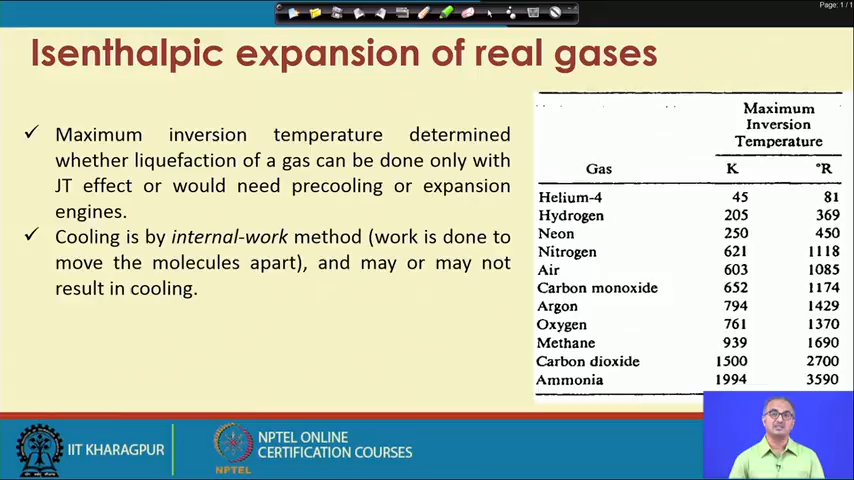 Page: 1 / 1
Isenthalpic expansion of real gases
✓ Maximum inversion temperature determined
whether liquefaction of a gas can be done only with
JT effect or would need precooling or expansion
engines.
✓ Cooling is by internal-work method (work is done to
move the molecules apart), and may or may not
result in cooling.
Maximum
Inversion
Temperature
Gas K °R
Helium-4 45 81
Hydrogen 205 369
Neon 250 450
Nitrogen 621 1118
Air 603 1085
Carbon monoxide 652 1174
Argon 794 1429
Oxygen 761 1370
Methane 939 1690
Carbon dioxide 1500 2700
Ammonia 1994 3590
IIT KHARAGPUR
NPTEL
NPTEL ONLINE
CERTIFICATION COURSES